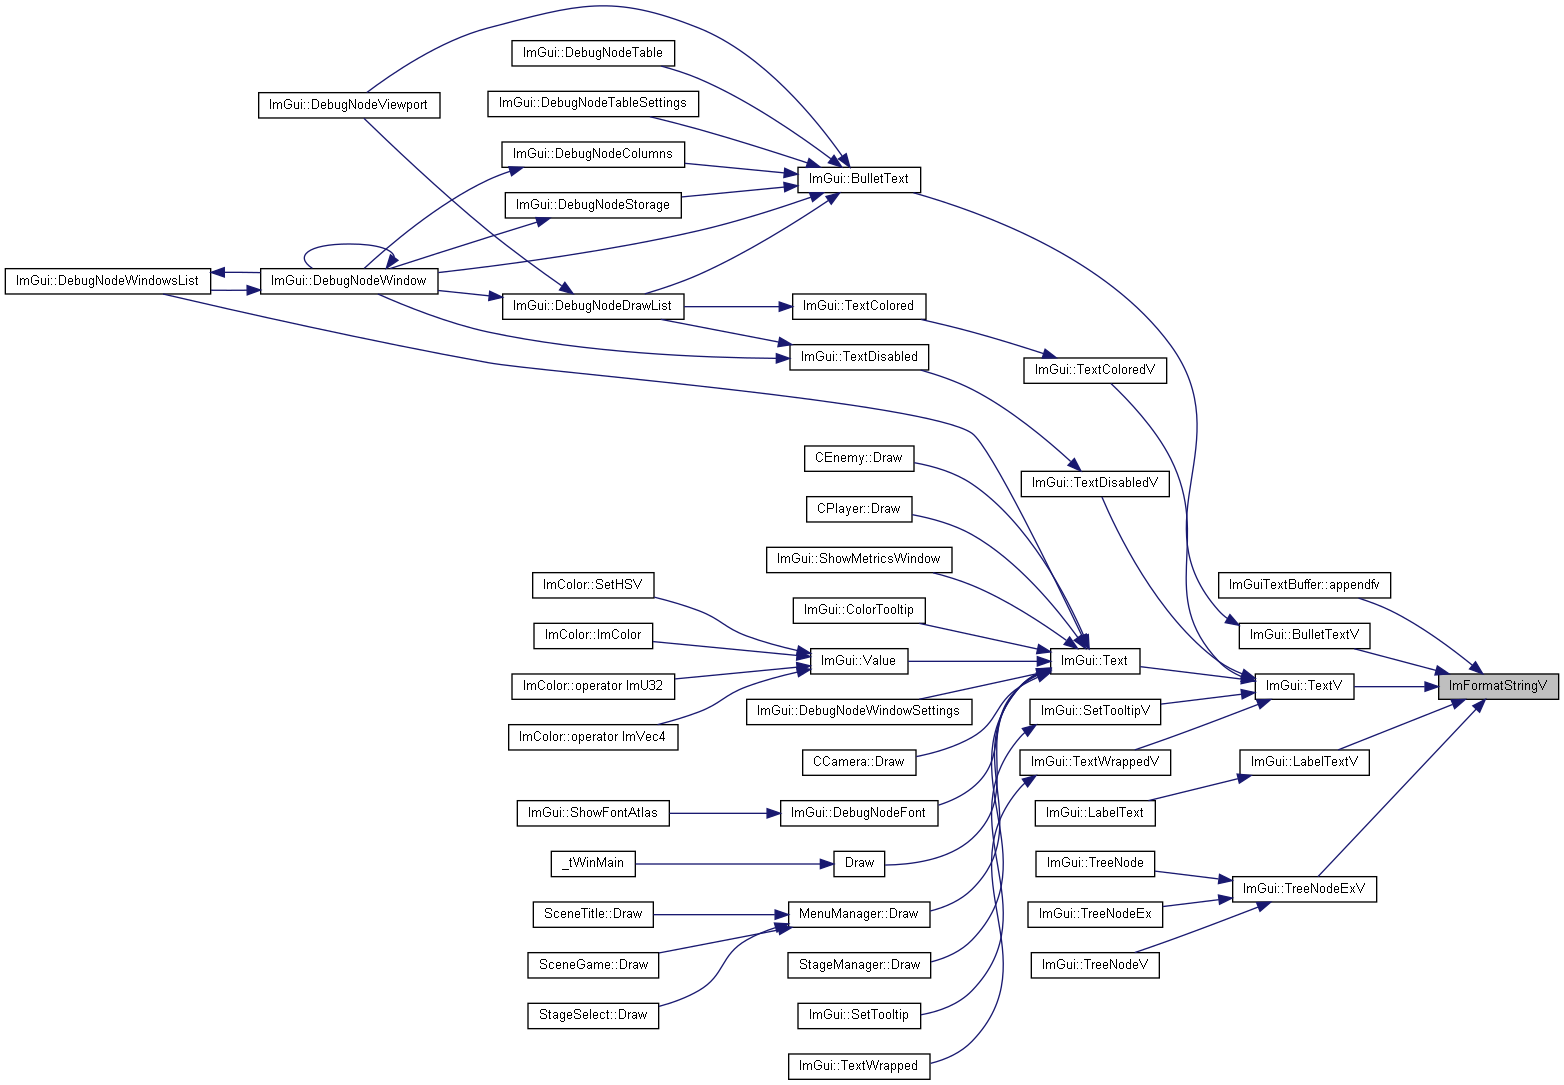 ImGui::DebugNodeTable
ImGui::DebugNodeViewport
ImGui::DebugNodeTableSettings
ImGui::DebugNodeColumns
ImGui::BulletText
ImGui::DebugNodeStorage
ImGui::DebugNodeWindowsList
ImGui::DebugNodeWindow
ImGui::DebugNodeDrawList
ImGui::TextColored
ImGui::TextDisabled
ImGui::TextColoredV
CEnemy::Draw
ImGui::TextDisabledV
CPlayer::Draw
ImGui::ShowMetricsWindow
ImColor::SetHSV
ImGuiTextBuffer::appendfv
ImGui::ColorTooltip
ImColor::ImColor
ImGui::BulletTextV
ImGui::Value
ImGui::Text
ImColor::operator ImU32
ImGui::TextV
ImFormatStringV
ImGui::DebugNodeWindowSettings
ImGui::SetTooltipV
ImColor::operator ImVec4
CCamera::Draw
ImGui::TextWrappedV
ImGui::LabelTextV
ImGui::ShowFontAtlas
ImGui::DebugNodeFont
ImGui::LabelText
_tWinMain
Draw
ImGui::TreeNode
ImGui::TreeNodeExV
SceneTitle::Draw
MenuManager::Draw
ImGui::TreeNodeEx
SceneGame::Draw
StageManager::Draw
ImGui::TreeNodeV
StageSelect::Draw
ImGui::SetTooltip
ImGui::TextWrapped